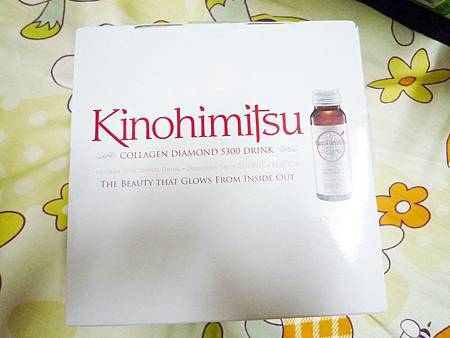 Kinohimitsu
COLLAGEN DIAMOND 5300 DRINK
THE BEAUTY THAT GLOWS FROM INSIDE OUT